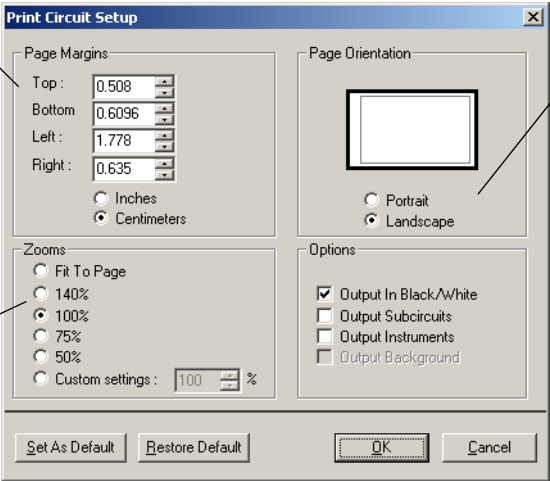 Print Circuit Setup
Page Margins
Top :
0.508
Bottom
0.6096
Left :
1.778
Right :
0.635
Inches
Centimeters
Page Orientation
Portrait
Landscape
Zooms
Fit To Page
140%
100%
75%
50%
Custom settings : 100 %
Options
Output In Black/White
Output Subcircuits
Output Instruments
Output Background
Set As Default
Restore Default
OK
Cancel